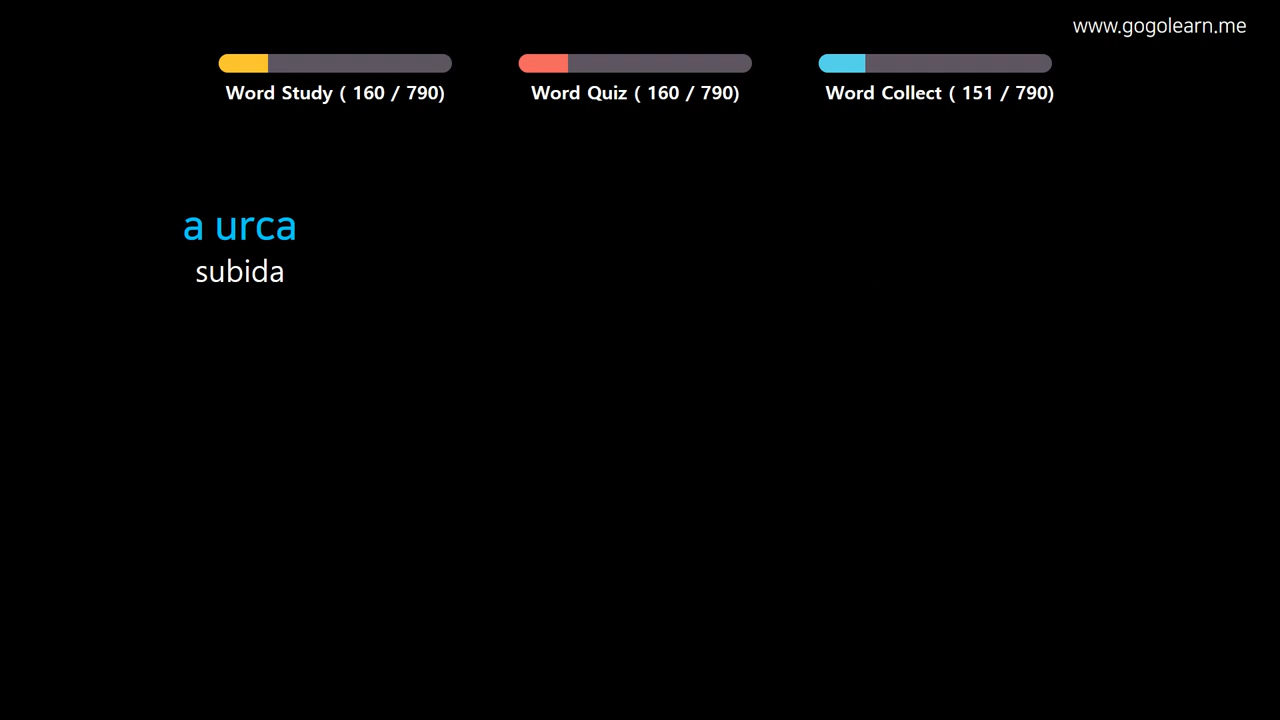 www.gogolearn.me
Word Study ( 160 / 790)
Word Quiz ( 160 / 790)
Word Collect ( 151 / 790)
a urca
subida